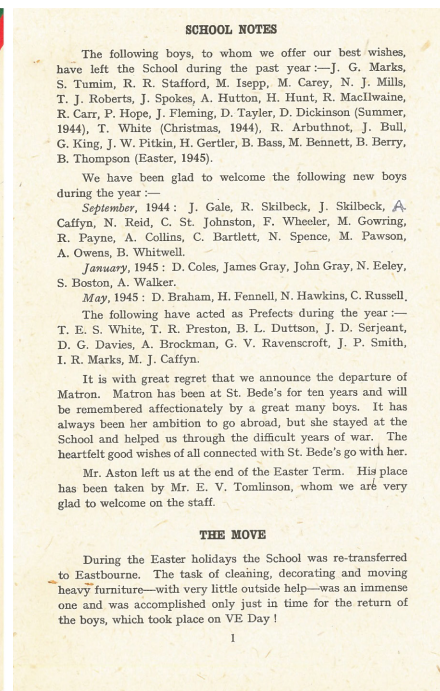 SCHOOL NOTES
The following boys, to whom we offer our best wishes,
have left the School during the past year :—J. G. Marks,
S. Tumim, R. R. Stafford, M. Isepp, M. Carey, N. J. Mills,
T. J. Roberts, J. Spokes, A. Hutton, H. Hunt, R. MacIlwaine,
R. Carr, P. Hope, J. Fleming, D. Tayler, D. Dickinson (Summer,
1944), T. White (Christmas, 1944), R. Arbuthnot, J. Bull,
G. King, J. W. Pitkin, H. Gertler, B. Bass, M. Bennett, B. Berry,
B. Thompson (Easter, 1945).
We have been glad to welcome the following new boys
during the year :—
September, 1944 : J. Gale, R. Skilbeck, J. Skilbeck, A
Caffyn, N. Reid, C. St. Johnston, F. Wheeler, M. Gowring,
R. Payne, A. Collins, C. Bartlett, N. Spence, M. Pawson,
A. Owens, B. Whitwell.
January, 1945 : D. Coles, James Gray, John Gray, N. Eeley,
S. Boston, A. Walker.
May, 1945 : D. Braham, H. Fennell, N. Hawkins, C. Russell.
The following have acted as Prefects during the year :—
T. E. S. White, T. R. Preston, B. L. Duttson, J. D. Serjeant,
D. G. Davies, A. Brockman, G. V. Ravenscroft, J. P. Smith,
I. R. Marks, M. J. Caffyn.
It is with great regret that we announce the departure of
Matron. Matron has been at St. Bede's for ten years and will
be remembered affectionately by a great many boys. It has
always been her ambition to go abroad, but she stayed at the
School and helped us through the difficult years of war. The
heartfelt good wishes of all connected with St. Bede's go with her.
Mr. Aston left us at the end of the Easter Term. His place
has been taken by Mr. E. V. Tomlinson, whom we are very
glad to welcome on the staff.
THE MOVE
During the Easter holidays the School was re-transferred
to Eastbourne. The task of cleaning, decorating and moving
heavy furniture—with very little outside help—was an immense
one and was accomplished only just in time for the return of
the boys, which took place on VE Day !
1